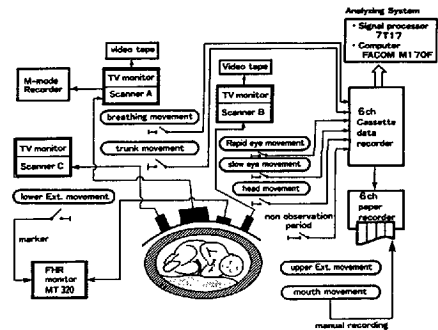 Analyzing System
• Signal processor
7T17
• Computer
FACOM M170F
video tape
video tape
M-mode
Recorder
TV monitor
Scanner A
TV monitor
Scanner B
breathing movement
trunk movement
TV monitor
Scanner C
Rapid eye movement
slow eye movement
head movement
6ch
Cassette
data
recorder
lower Ext. movement
non observation
period
6ch
paper
recorder
marker
FHR
monitor
MT 320
upper Ext. movement
mouth movement
manual recording